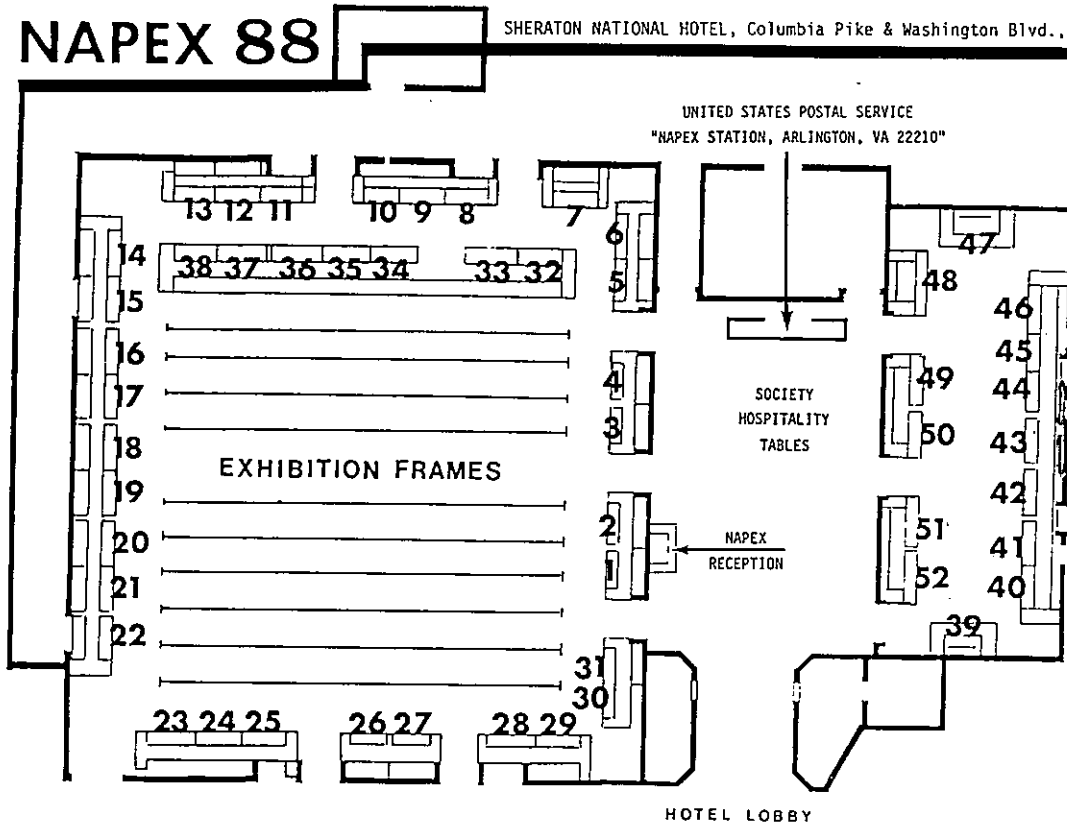 NAPEX 88
SHERATON NATIONAL HOTEL, Columbia Pike & Washington Blvd.,
UNITED STATES POSTAL SERVICE
"NAPEX STATION, ARLINGTON, VA 22210"
13 12 11
10 9 8
7
6
5
14
15
16
17
18
19
20
21
22
38 37 36 35 34
33 32
4
3
EXHIBITION FRAMES
2
1
NAPEX
RECEPTION
SOCIETY
HOSPITALITY
TABLES
47
48
46
45
44
43
42
41
40
49
50
51
52
39
31
30
23 24 25
26 27
28 29
HOTEL LOBBY